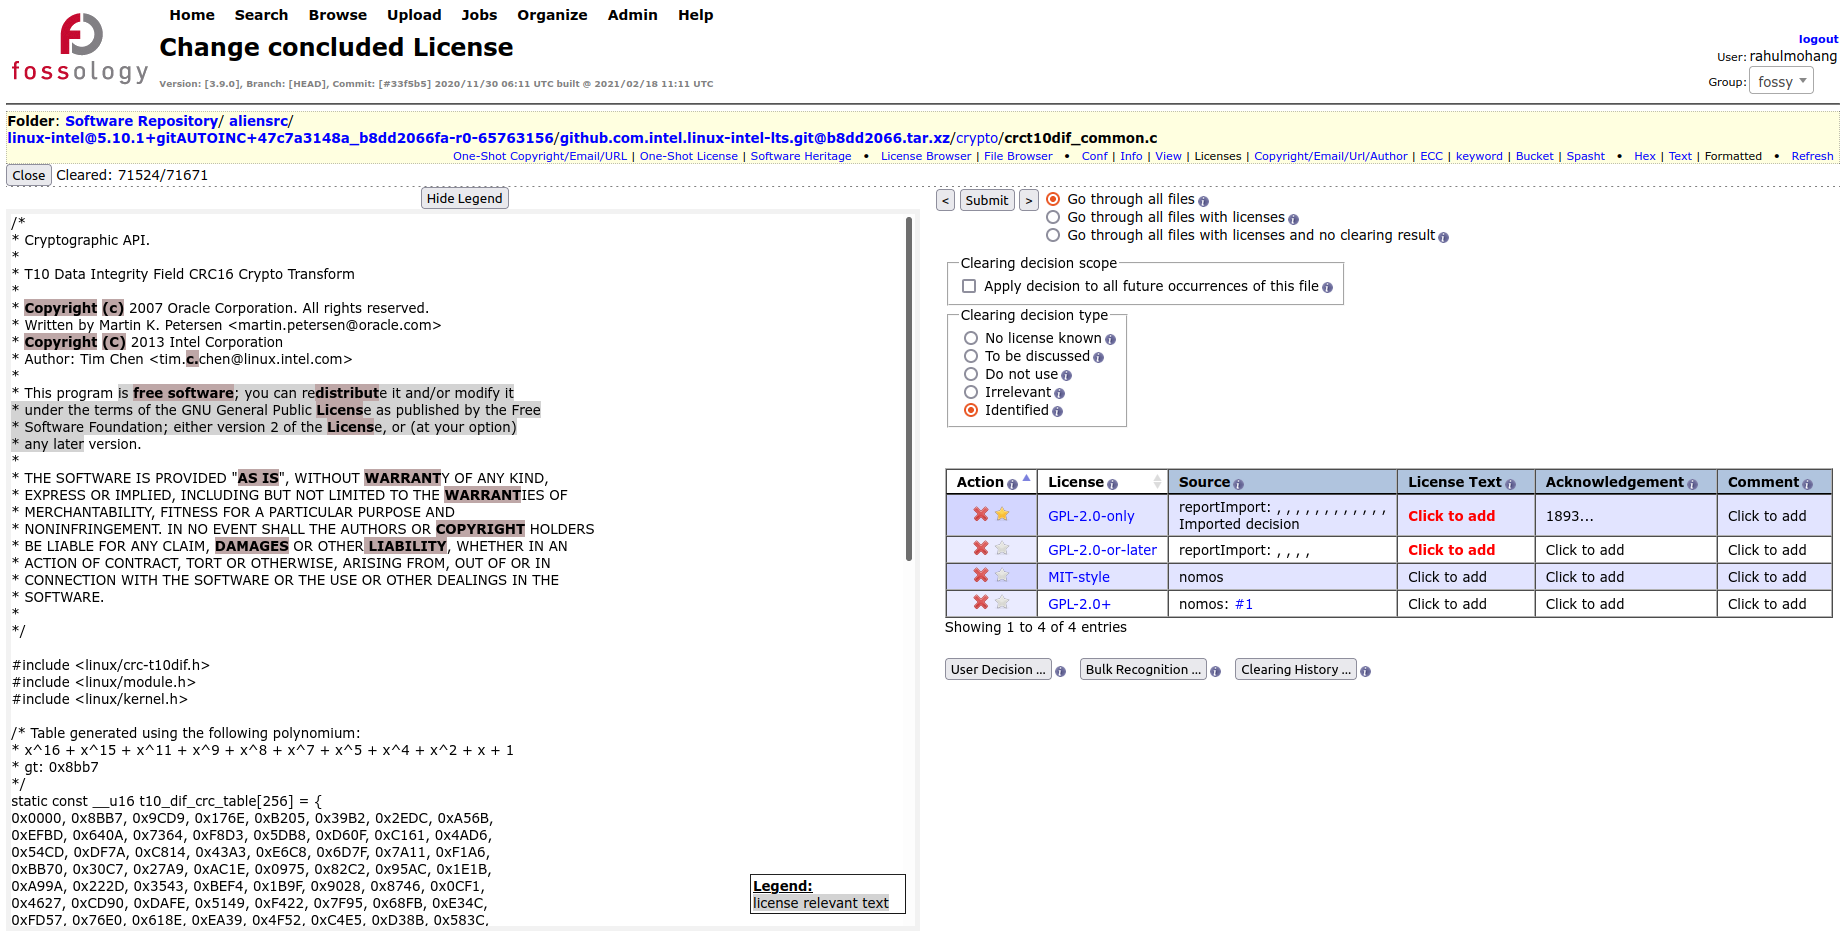 Home Search Browse Upload Jobs Organize Admin Help
fossology
Change concluded License
Version: [3.9.0], Branch: [HEAD], Commit: [#33f5b5] 2020/11/30 06:11 UTC built @ 2021/02/18 11:11 UTC
logout
User: rahulmohang
Group: fossy
Folder: Software Repository/ aliensrc/
linux-intel@5.10.1+gitAUTOINC+47c7a3148a_b8dd2066fa-r0-65763156/github.com.intel.linux-intel-lts.git@b8dd2066.tar.xz/crypto/crct10dif_common.c
One-Shot Copyright/Email/URL | One-Shot License | Software Heritage • License Browser | File Browser • Conf | Info | View | Licenses | Copyright/Email/Url/Author | ECC | keyword | Bucket | Spasht • Hex | Text | Formatted • Refresh
Close Cleared: 71524/71671
Hide Legend
/*
* Cryptographic API.
*
* T10 Data Integrity Field CRC16 Crypto Transform
*
* Copyright (c) 2007 Oracle Corporation. All rights reserved.
* Written by Martin K. Petersen <martin.petersen@oracle.com>
* Copyright (C) 2013 Intel Corporation
* Author: Tim Chen <tim.c.chen@linux.intel.com>
*
* This program is free software; you can redistribute it and/or modify it
* under the terms of the GNU General Public License as published by the Free
* Software Foundation; either version 2 of the License, or (at your option)
* any later version.
*
* THE SOFTWARE IS PROVIDED "AS IS", WITHOUT WARRANTY OF ANY KIND,
* EXPRESS OR IMPLIED, INCLUDING BUT NOT LIMITED TO THE WARRANTIES OF
* MERCHANTABILITY, FITNESS FOR A PARTICULAR PURPOSE AND
* NONINFRINGEMENT. IN NO EVENT SHALL THE AUTHORS OR COPYRIGHT HOLDERS
* BE LIABLE FOR ANY CLAIM, DAMAGES OR OTHER LIABILITY, WHETHER IN AN
* ACTION OF CONTRACT, TORT OR OTHERWISE, ARISING FROM, OUT OF OR IN
* CONNECTION WITH THE SOFTWARE OR THE USE OR OTHER DEALINGS IN THE
* SOFTWARE.
*
*/
#include <linux/crc-t10dif.h>
#include <linux/module.h>
#include <linux/kernel.h>
/* Table generated using the following polynomium:
* x^16 + x^15 + x^11 + x^9 + x^8 + x^7 + x^5 + x^4 + x^2 + x + 1
* gt: 0x8bb7
*/
static const __u16 t10_dif_crc_table[256] = {
0x0000, 0x8BB7, 0x9CD9, 0x176E, 0xB205, 0x39B2, 0x2EDC, 0xA56B,
0xEFBD, 0x640A, 0x7364, 0xF8D3, 0x5DB8, 0xD60F, 0xC161, 0x4AD6,
0x54CD, 0xDF7A, 0xC814, 0x43A3, 0xE6C8, 0x6D7F, 0x7A11, 0xF1A6,
0xBB70, 0x30C7, 0x27A9, 0xAC1E, 0x0975, 0x82C2, 0x95AC, 0x1E1B,
0xA99A, 0x222D, 0x3543, 0xBEF4, 0x1B9F, 0x9028, 0x8746, 0x0CF1,
0x4627, 0xCD90, 0xDAFE, 0x5149, 0xF422, 0x7F95, 0x68FB, 0xE34C,
0xFD57, 0x76E0, 0x618E, 0xEA39, 0x4F52, 0xC4E5, 0xD38B, 0x583C,
Legend:
license relevant text
< Submit > Go through all files
Go through all files with licenses
Go through all files with licenses and no clearing result
Clearing decision scope
Apply decision to all future occurrences of this file
Clearing decision type
No license known
To be discussed
Do not use
Irrelevant
Identified
Action License Source License Text Acknowledgement Comment
GPL-2.0-only reportImport: , , , , , , , , , , , , Imported decision Click to add 1893... Click to add
GPL-2.0-or-later reportImport: , , , , Click to add Click to add Click to add
MIT-style nomos Click to add Click to add Click to add
GPL-2.0+ nomos: #1 Click to add Click to add Click to add
Showing 1 to 4 of 4 entries
User Decision ... Bulk Recognition ... Clearing History ...